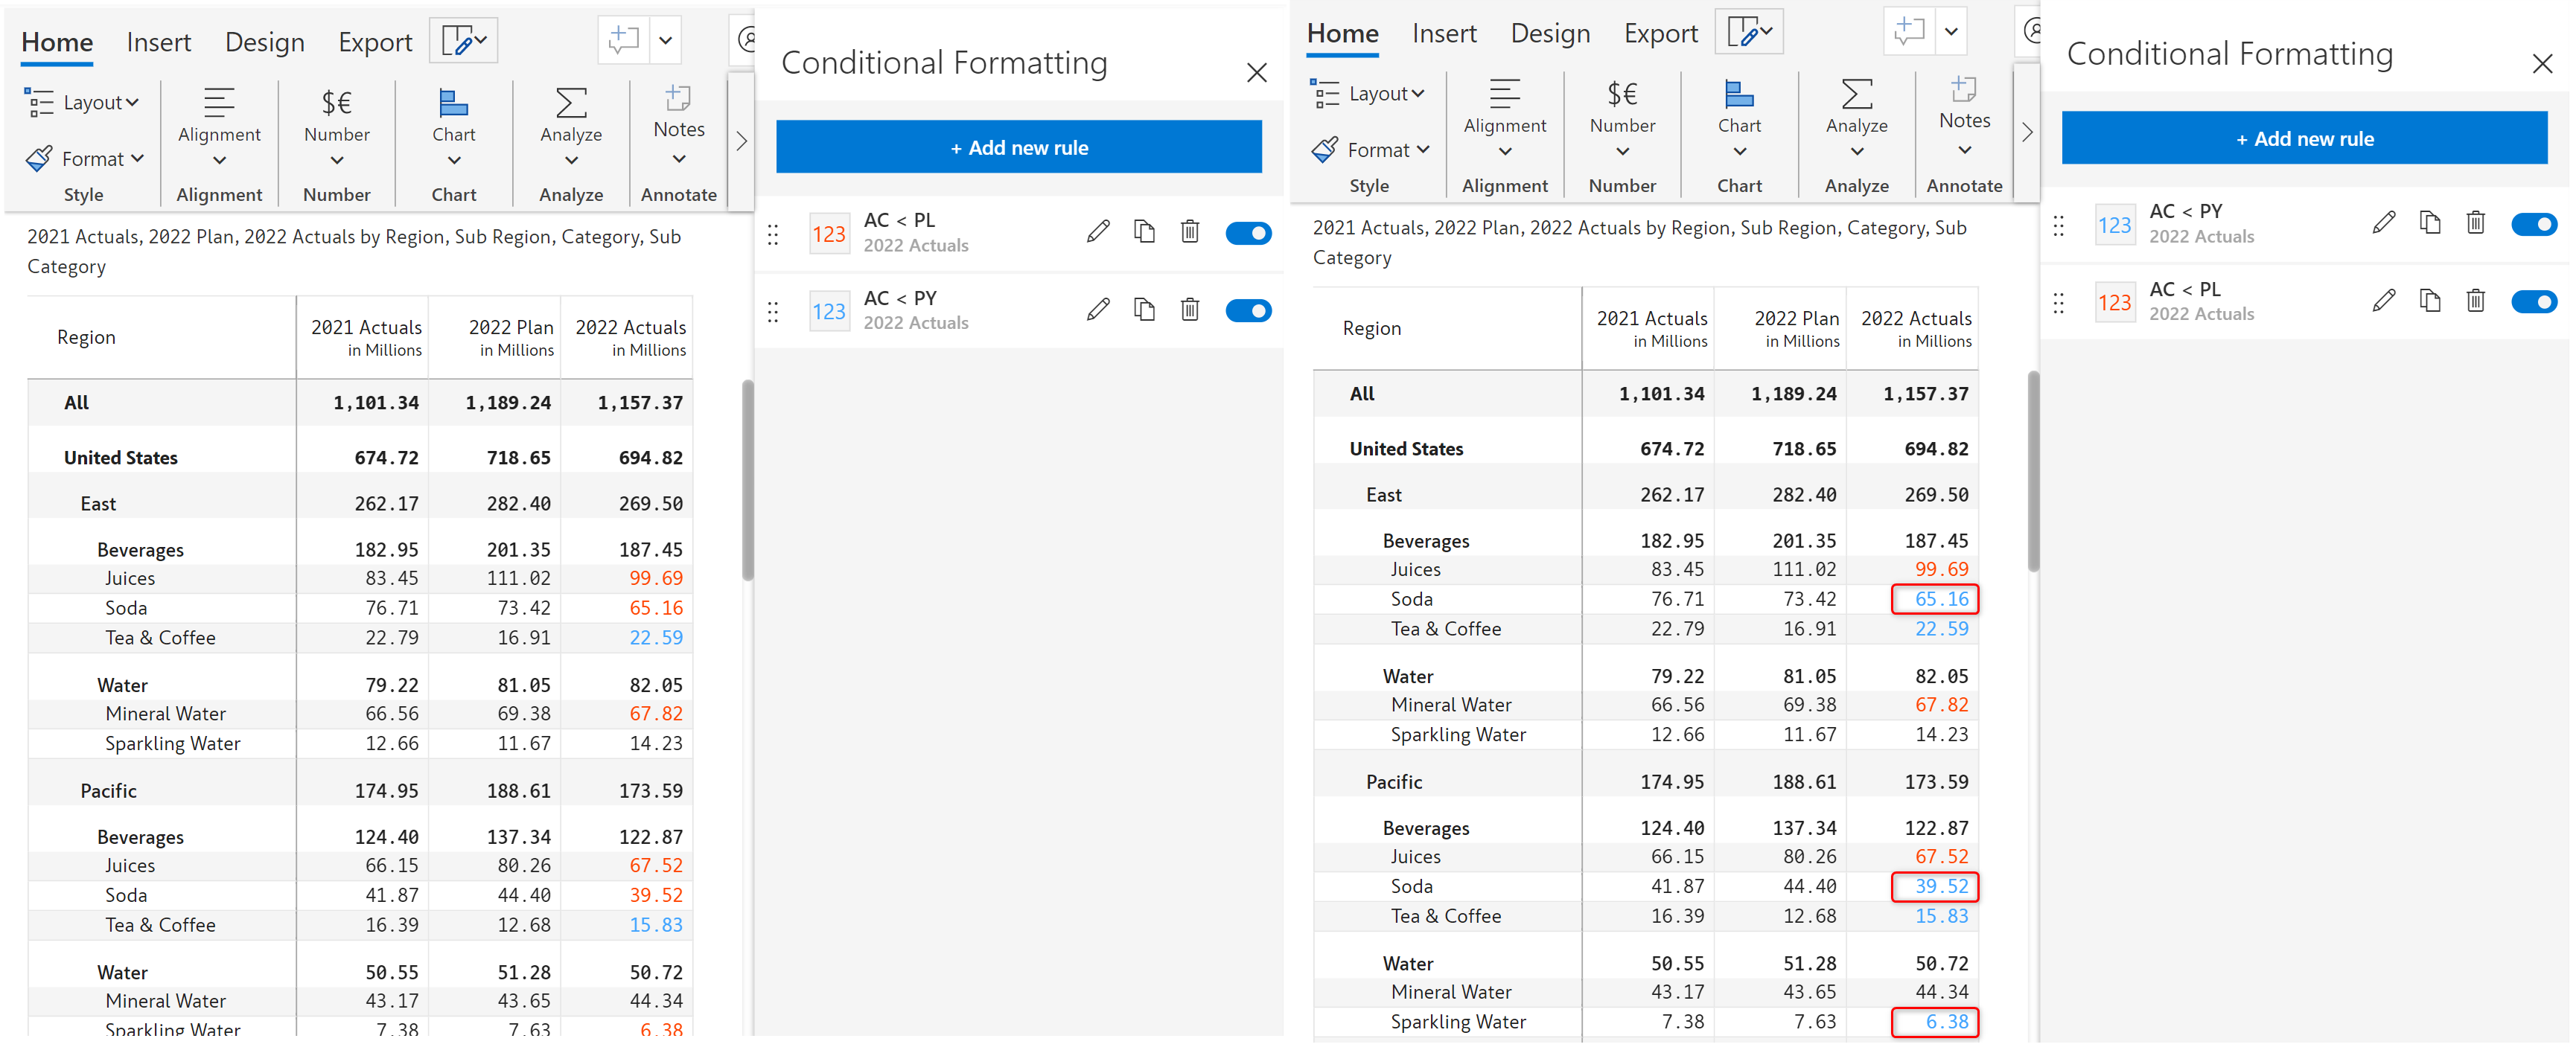 Home Insert Design Export
Layout
Format
Style
Alignment
Alignment
$€
Number
Number
Chart
Chart
Analyze
Analyze
Notes
Annotate
2021 Actuals, 2022 Plan, 2022 Actuals by Region, Sub Region, Category, Sub
Category
Region 2021 Actuals 2022 Plan 2022 Actuals
in Millions in Millions in Millions
All 1,101.34 1,189.24 1,157.37
United States 674.72 718.65 694.82
East 262.17 282.40 269.50
Beverages 182.95 201.35 187.45
Juices 83.45 111.02 99.69
Soda 76.71 73.42 65.16
Tea & Coffee 22.79 16.91 22.59
Water 79.22 81.05 82.05
Mineral Water 66.56 69.38 67.82
Sparkling Water 12.66 11.67 14.23
Pacific 174.95 188.61 173.59
Beverages 124.40 137.34 122.87
Juices 66.15 80.26 67.52
Soda 41.87 44.40 39.52
Tea & Coffee 16.39 12.68 15.83
Water 50.55 51.28 50.72
Mineral Water 43.17 43.65 44.34
Sparkling Water 7.38 7.63 6.38
Conditional Formatting
+ Add new rule
123 AC < PL
2022 Actuals
123 AC < PY
2022 Actuals
Home Insert Design Export
Layout
Format
Style
Alignment
Alignment
$€
Number
Number
Chart
Chart
Analyze
Analyze
Notes
Annotate
2021 Actuals, 2022 Plan, 2022 Actuals by Region, Sub Region, Category, Sub
Category
Region 2021 Actuals 2022 Plan 2022 Actuals
in Millions in Millions in Millions
All 1,101.34 1,189.24 1,157.37
United States 674.72 718.65 694.82
East 262.17 282.40 269.50
Beverages 182.95 201.35 187.45
Juices 83.45 111.02 99.69
Soda 76.71 73.42 65.16
Tea & Coffee 22.79 16.91 22.59
Water 79.22 81.05 82.05
Mineral Water 66.56 69.38 67.82
Sparkling Water 12.66 11.67 14.23
Pacific 174.95 188.61 173.59
Beverages 124.40 137.34 122.87
Juices 66.15 80.26 67.52
Soda 41.87 44.40 39.52
Tea & Coffee 16.39 12.68 15.83
Water 50.55 51.28 50.72
Mineral Water 43.17 43.65 44.34
Sparkling Water 7.38 7.63 6.38
Conditional Formatting
+ Add new rule
123 AC < PY
2022 Actuals
123 AC < PL
2022 Actuals